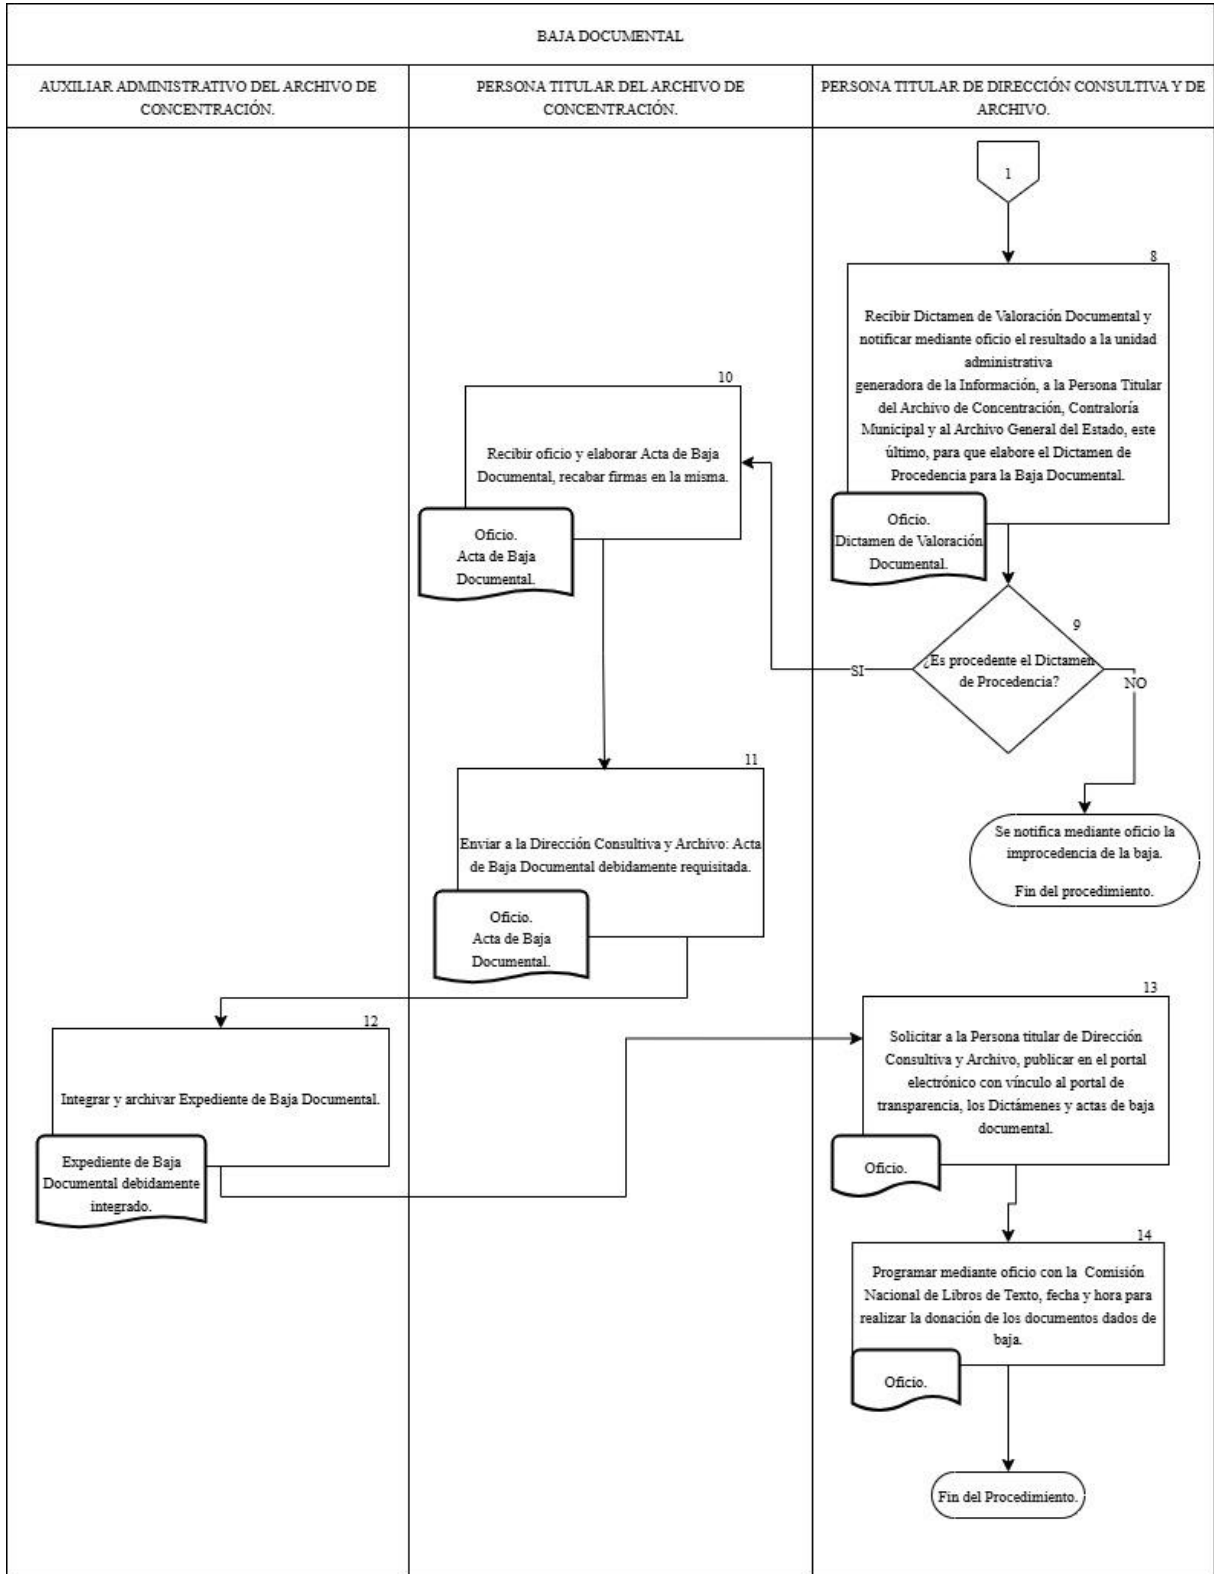 BAJA DOCUMENTAL
AUXILIAR ADMINISTRATIVO DEL ARCHIVO DE
CONCENTRACIÓN.
PERSONA TITULAR DEL ARCHIVO DE
CONCENTRACIÓN.
PERSONA TITULAR DE DIRECCIÓN CONSULTIVA Y DE
ARCHIVO.
1
8
Recibir Dictamen de Valoración Documental y
notificar mediante oficio el resultado a la unidad
administrativa
generadora de la Información, a la Persona Titular
del Archivo de Concentración, Contraloría
Municipal y al Archivo General del Estado, este
último, para que elabore el Dictamen de
Procedencia para la Baja Documental.
Oficio.
Dictamen de Valoración
Documental.
9
¿Es procedente el Dictamen
de Procedencia?
SI
NO
Se notifica mediante oficio la
improcedencia de la baja.
Fin del procedimiento.
10
Recibir oficio y elaborar Acta de Baja
Documental, recabar firmas en la misma.
Oficio.
Acta de Baja
Documental.
11
Enviar a la Dirección Consultiva y Archivo: Acta
de Baja Documental debidamente requisitada.
Oficio.
Acta de Baja
Documental.
12
Integrar y archivar Expediente de Baja Documental.
Expediente de Baja
Documental debidamente
integrado.
13
Solicitar a la Persona titular de Dirección
Consultiva y Archivo, publicar en el portal
electrónico con vínculo al portal de
transparencia, los Dictámenes y actas de baja
documental.
Oficio.
14
Programar mediante oficio con la Comisión
Nacional de Libros de Texto, fecha y hora para
realizar la donación de los documentos dados de
baja.
Oficio.
Fin del Procedimiento.